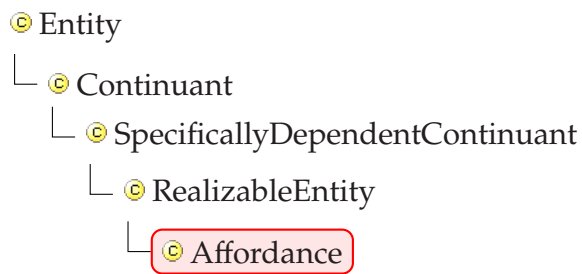 © Entity
© Continuant
© SpecificallyDependentContinuant
© RealizableEntity
© Affordance